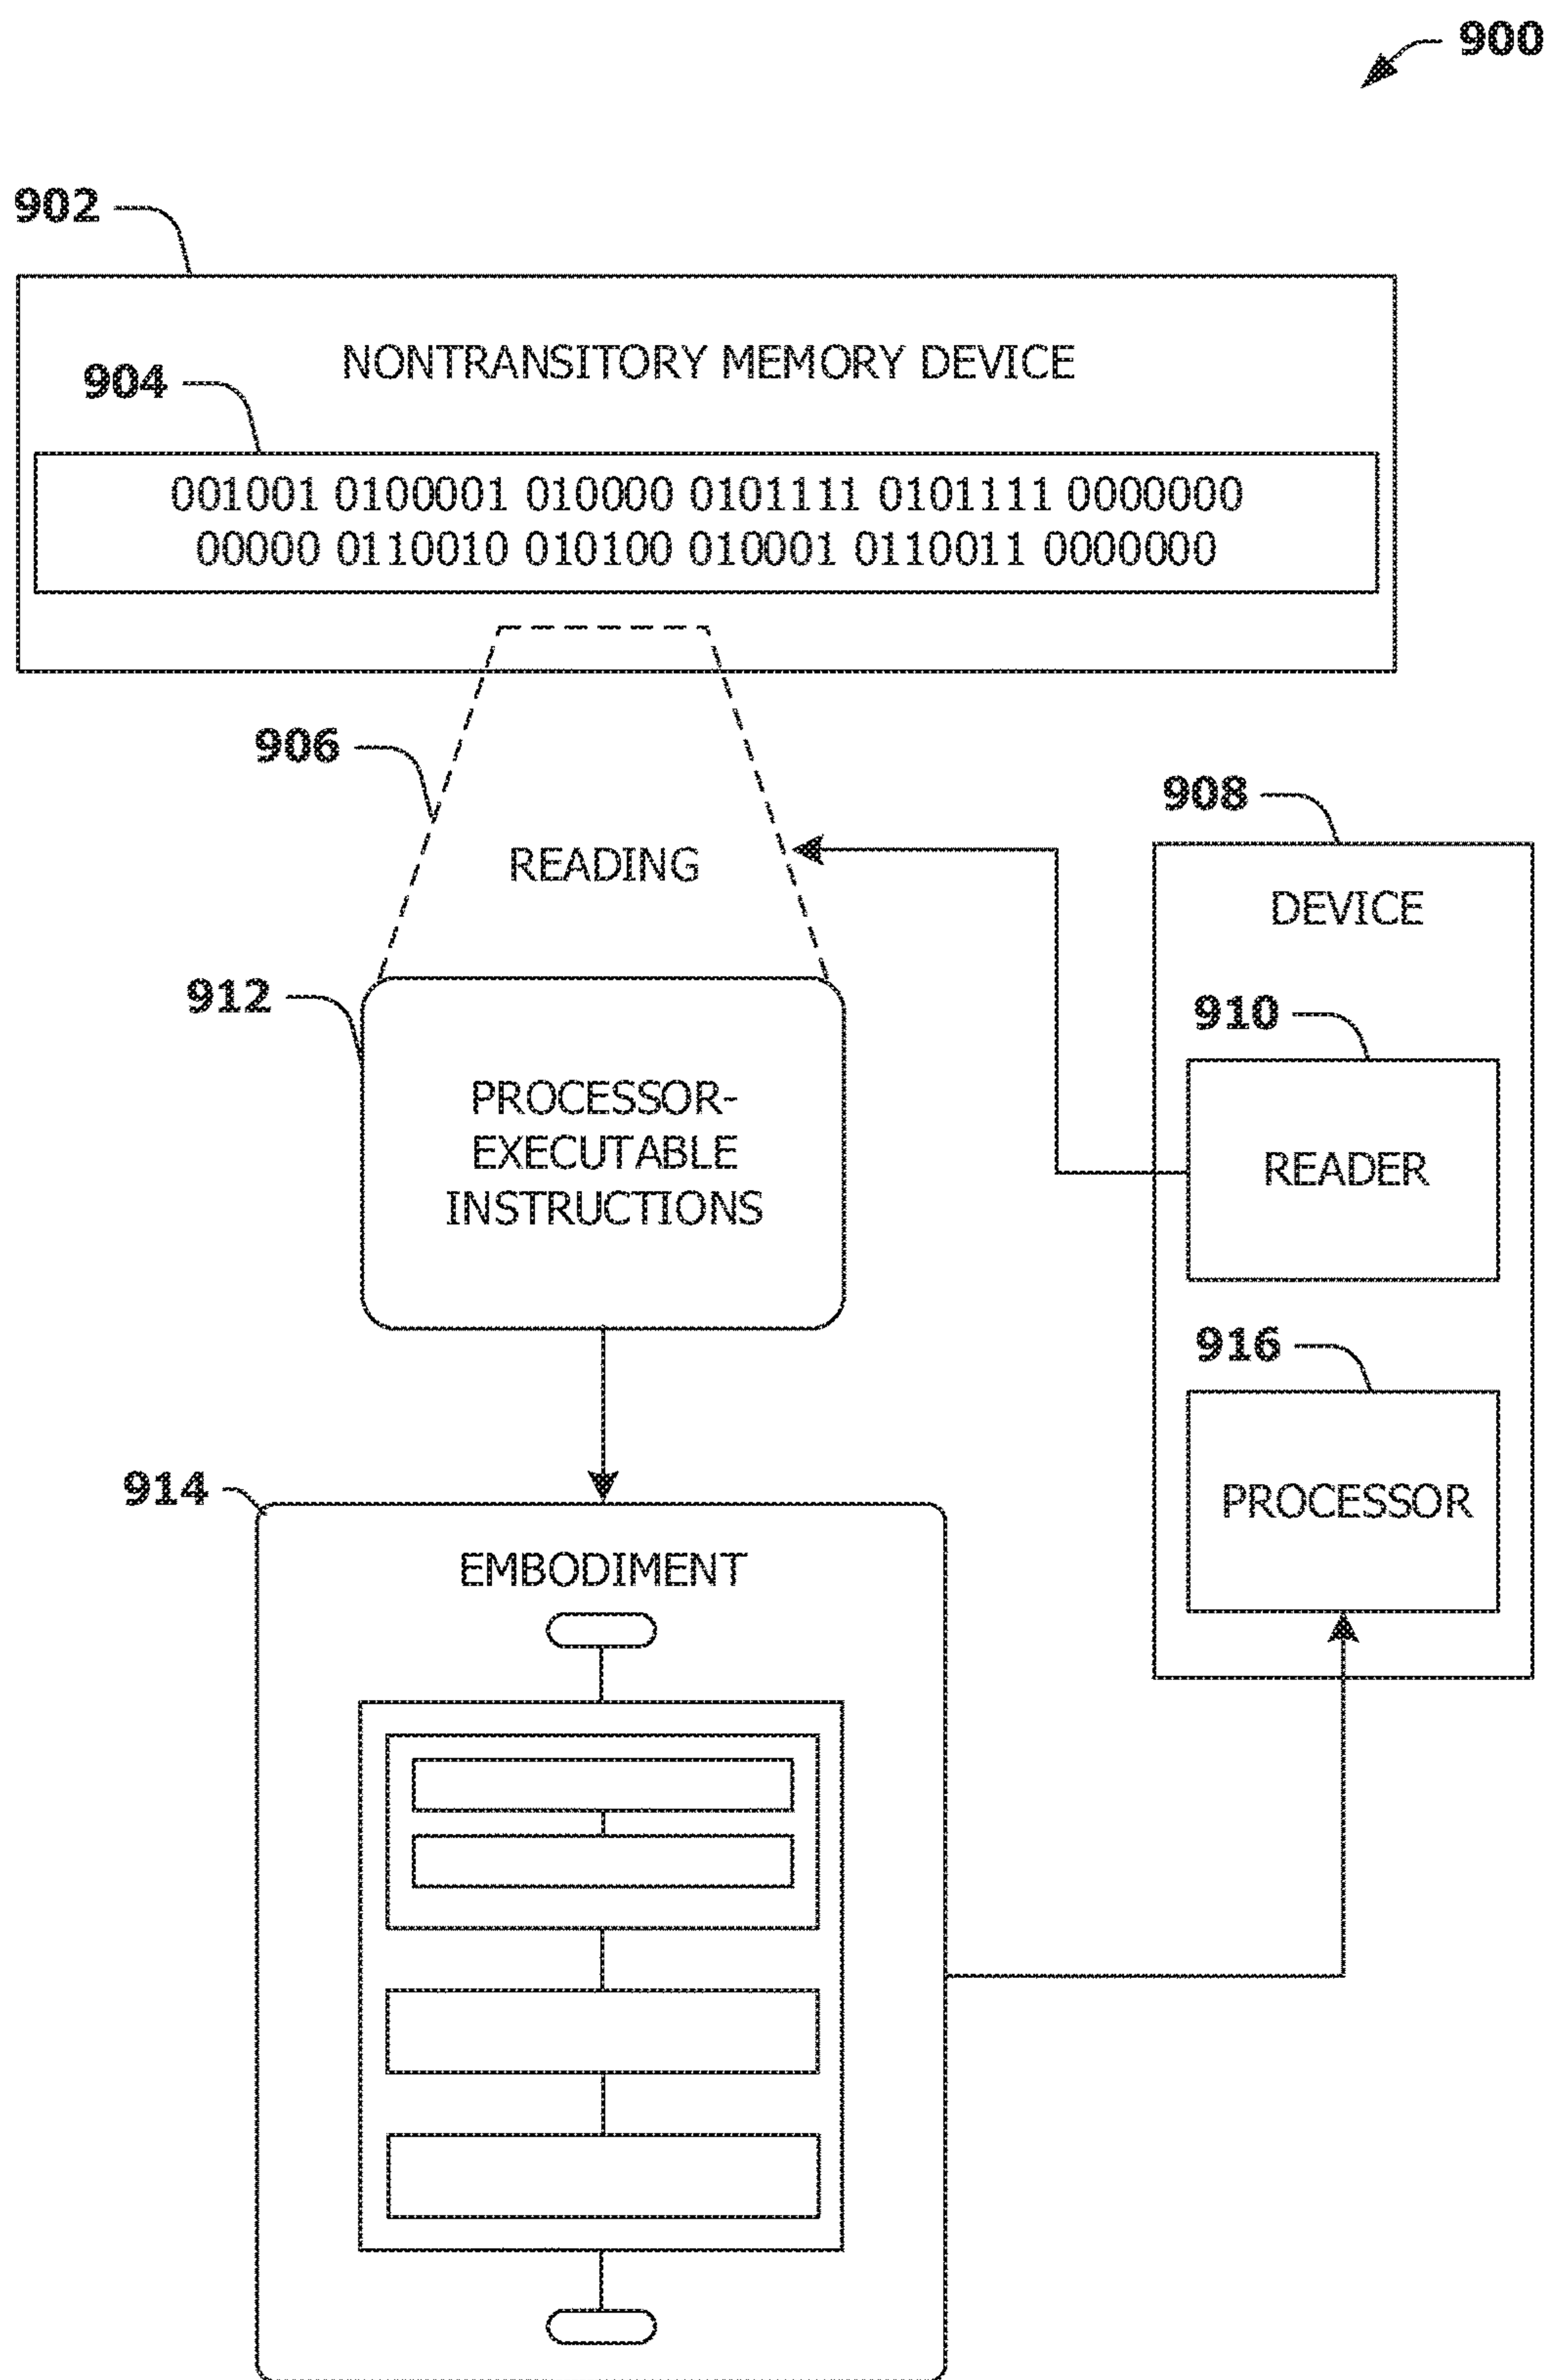 900
902
NONTRANSITORY MEMORY DEVICE
904
001001 0100001 010000 0101111 0101111 0000000
00000 0110010 010100 010001 0110011 0000000
906
READING
908
DEVICE
912
910
PROCESSOR-
EXECUTABLE
INSTRUCTIONS
READER
916
PROCESSOR
914
EMBODIMENT